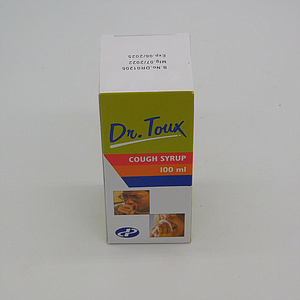 B.No.:DR01205
Mfg.07/2022
Exp.06/2025
Dr. Toux
COUGH SYRUP
100 ml